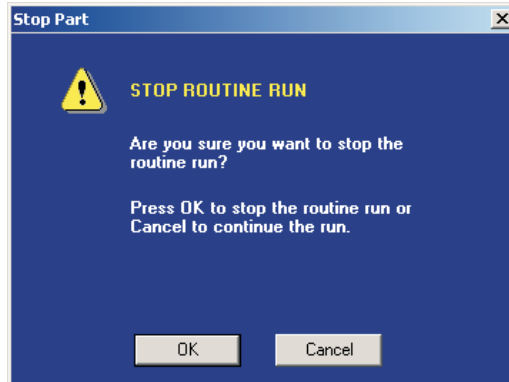 Stop Part
STOP ROUTINE RUN
Are you sure you want to stop the
routine run?
Press OK to stop the routine run or
Cancel to continue the run.
OK Cancel